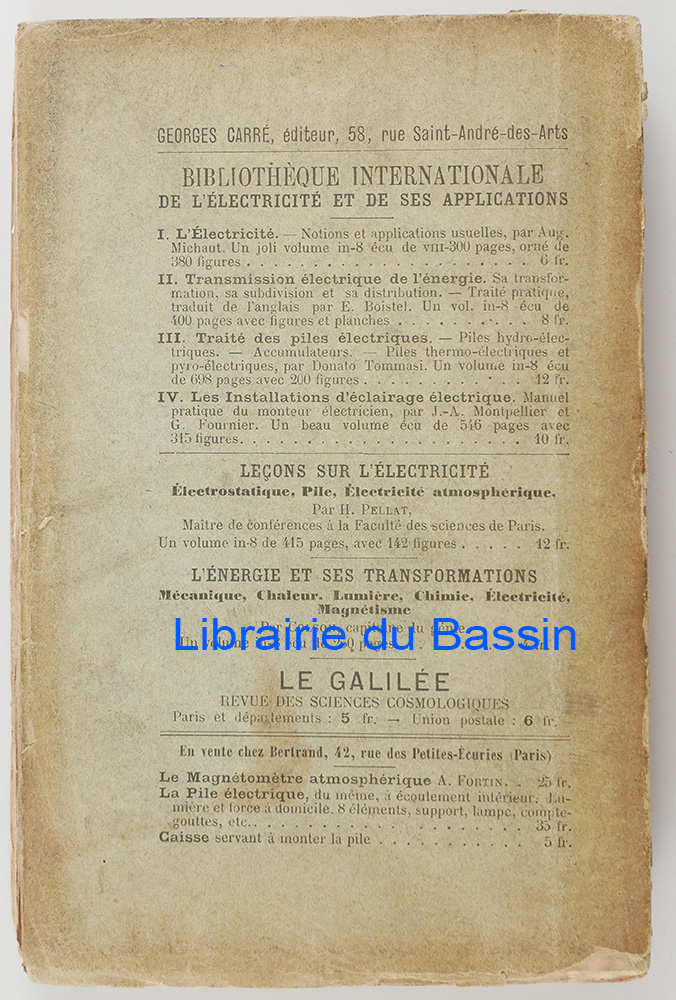 GEORGES CARRÉ, éditeur, 58, rue Saint-André-des-Arts
BIBLIOTHÈQUE INTERNATIONALE
DE L'ÉLECTRICITÉ ET DE SES APPLICATIONS
I. L'Électricité. — Notions et applications usuelles, par Aug.
Michaut. Un joli volume in-8 écu de VIII-300 pages, orné de
380 figures . . . . . . . . . . . . . . . . . . . . 6 fr.
II. Transmission électrique de l'énergie. Sa transfor-
mation, sa subdivision et sa distribution. — Traité pratique,
traduit de l'anglais par E. Boistel. Un vol. in-8 écu de
400 pages avec figures et planches . . . . . . . . . 8 fr.
III. Traité des piles électriques. — Piles hydro-élec-
triques. — Accumulateurs. — Piles thermo-électriques et
pyro-électriques, par Donato Tommasi. Un volume in-8 écu
de 698 pages avec 200 figures . . . . . . . . . . . 12 fr.
IV. Les Installations d'éclairage électrique. Manuel
pratique du monteur électricien, par J.-A. Montpellier et
G. Fournier. Un beau volume écu de 546 pages avec
315 figures. . . . . . . . . . . . . . . . . . . . . 10 fr.
LEÇONS SUR L'ÉLECTRICITÉ
Électrostatique, Pile, Électricité atmosphérique,
Par H. PELLAT,
Maître de conférences à la Faculté des sciences de Paris.
Un volume in-8 de 415 pages, avec 142 figures . . . . . 12 fr.
L'ÉNERGIE ET SES TRANSFORMATIONS
Mécanique, Chaleur, Lumière, Chimie, Électricité,
Magnétisme
Par capitaine du génie
Librairie du Bassin
Un volume in-8 écu de pages
LE GALILÉE
REVUE DES SCIENCES COSMOLOGIQUES
Paris et départements : 5 fr. — Union postale : 6 fr.
En vente chez Bertrand, 42, rue des Petites-Écuries (Paris)
Le Magnétomètre atmosphérique A. FORTIN. . 25 fr.
La Pile électrique, du même, à écoulement intérieur. Lu-
mière et force à domicile. 8 éléments, support, lampe, compte-
gouttes, etc.. . . . . . . . . . . . . . . . . . . . 35 fr.
Caisse servant à monter la pile . . . . . . . . . . . 5 fr.